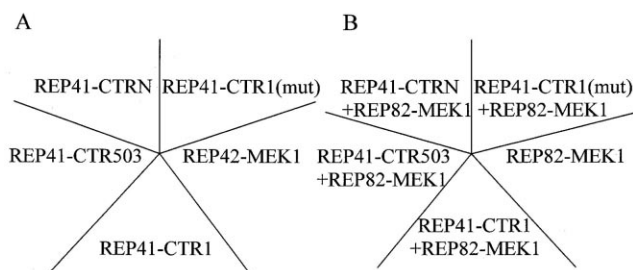 A
REP41-CTRN
REP41-CTR1(mut)
REP41-CTR503
REP42-MEK1
REP41-CTR1
B
REP41-CTRN
+REP82-MEK1
REP41-CTR1(mut)
+REP82-MEK1
REP41-CTR503
+REP82-MEK1
REP82-MEK1
REP41-CTR1
+REP82-MEK1